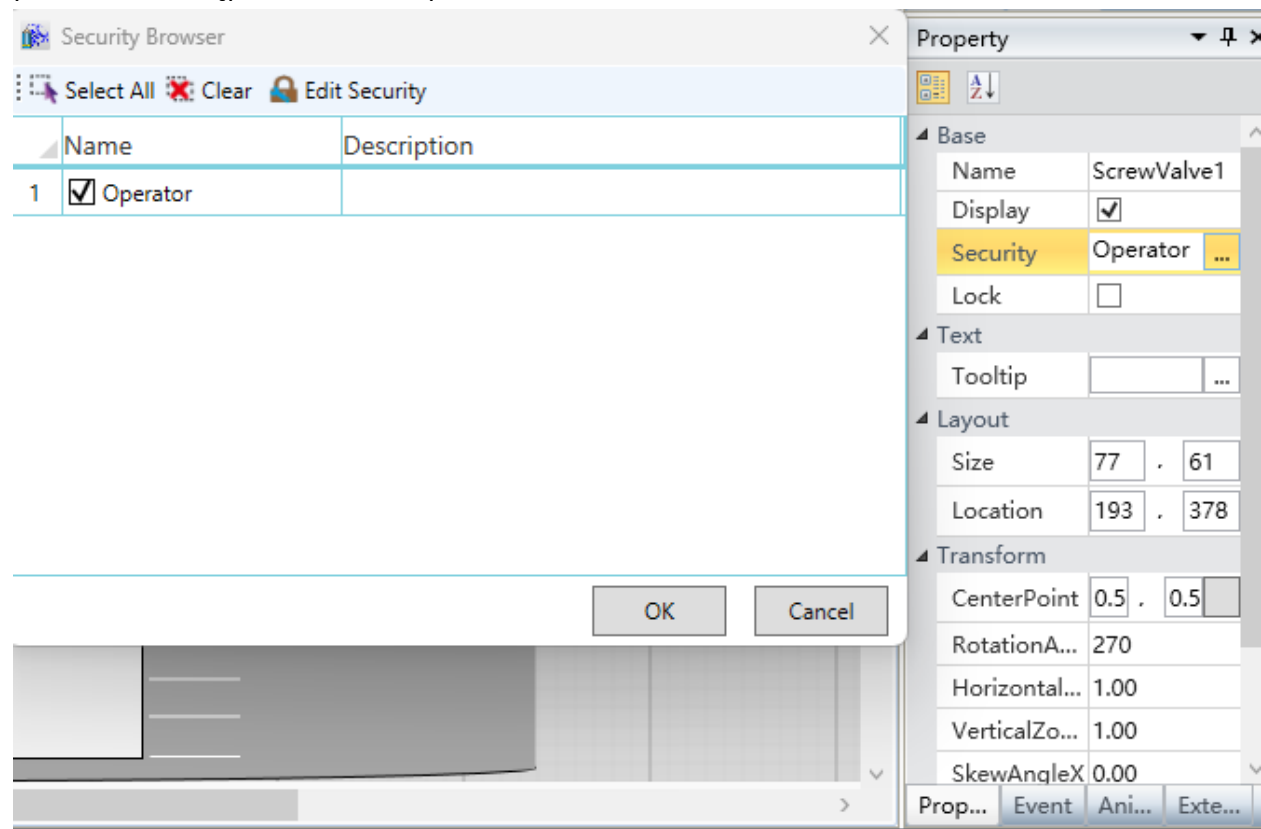 Security Browser
Select All Clear Edit Security
Name Description
1 Operator
OK Cancel
Property
Base
Name ScrewValve1
Display
Security Operator ...
Lock
Text
Tooltip ...
Layout
Size 77 , 61
Location 193 , 378
Transform
CenterPoint 0.5 , 0.5
RotationA... 270
Horizontal... 1.00
VerticalZo... 1.00
SkewAngleX 0.00
Prop... Event Ani... Exte...